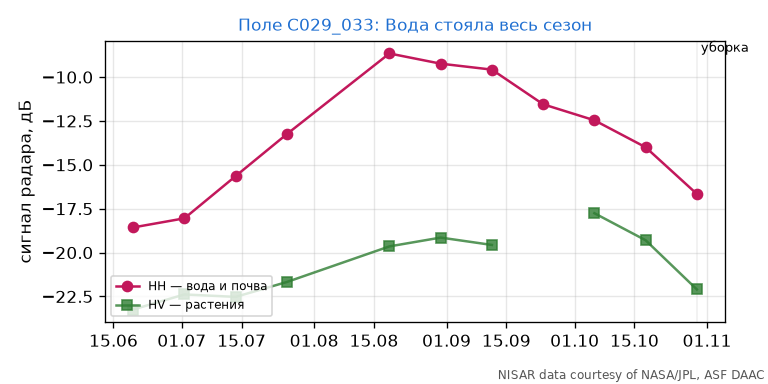 Поле C029_033: Вода стояла весь сезон
уборка
сигнал радара, дБ
−10.0
−12.5
−15.0
−17.5
−20.0
−22.5
HH — вода и почва
HV — растения
15.06 01.07 15.07 01.08 15.08 01.09 15.09 01.10 15.10 01.11
NISAR data courtesy of NASA/JPL, ASF DAAC